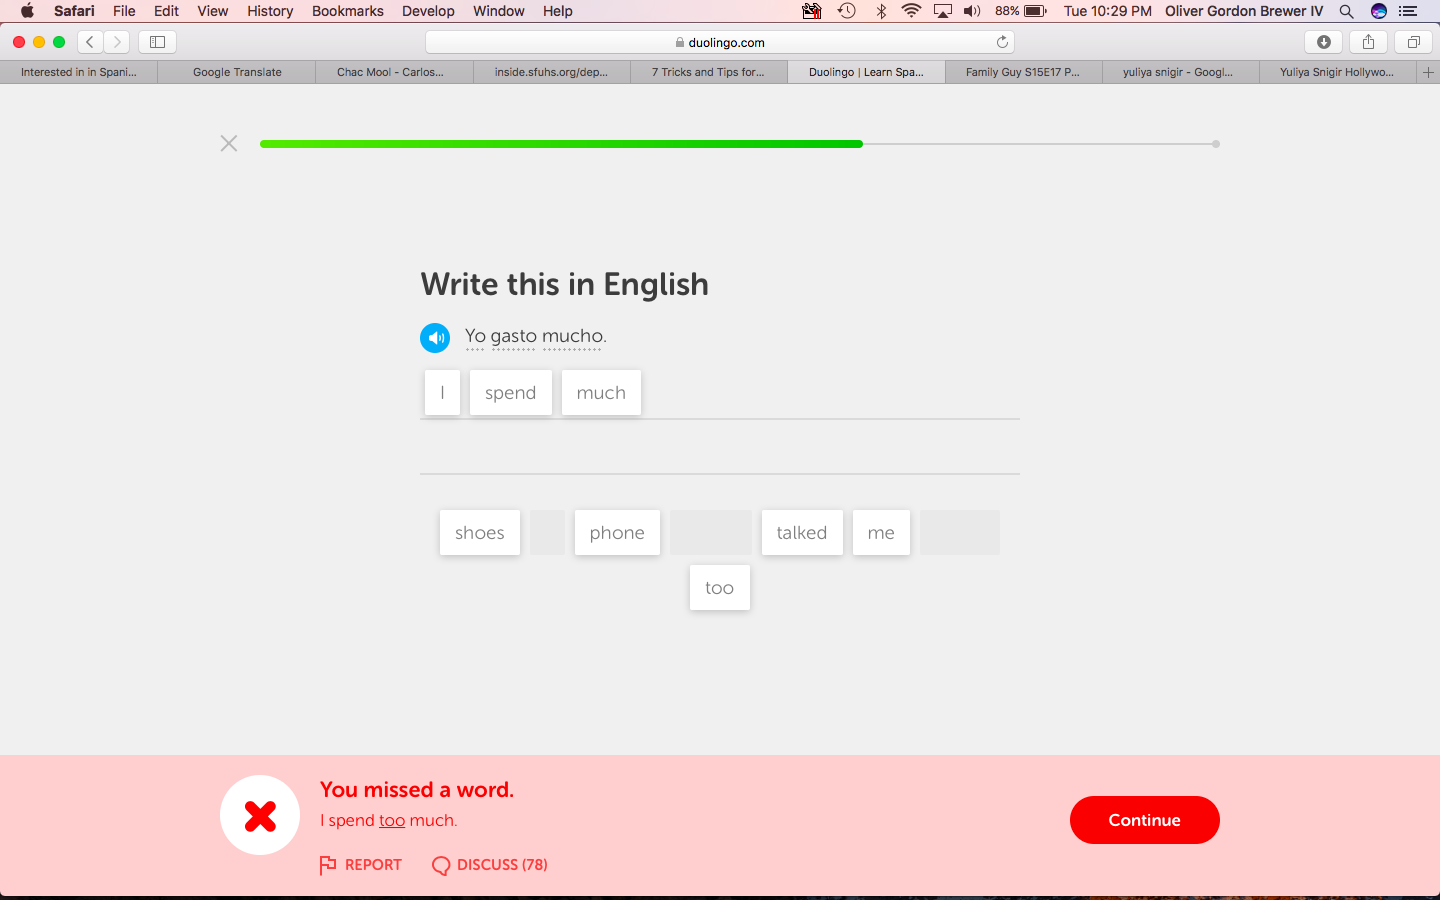 Safari File Edit View History Bookmarks Develop Window Help 88% Tue 10:29 PM Oliver Gordon Brewer IV
duolingo.com
Interested in in Spani... Google Translate Chac Mool - Carlos... inside.sfuhs.org/dep... 7 Tricks and Tips for... Duolingo | Learn Spa... Family Guy S15E17 P... yuliya snigir - Googl... Yuliya Snigir Hollywo...
Write this in English
Yo gasto mucho.
I spend much
shoes phone talked me
too
You missed a word.
I spend too much.
Continue
REPORT DISCUSS (78)